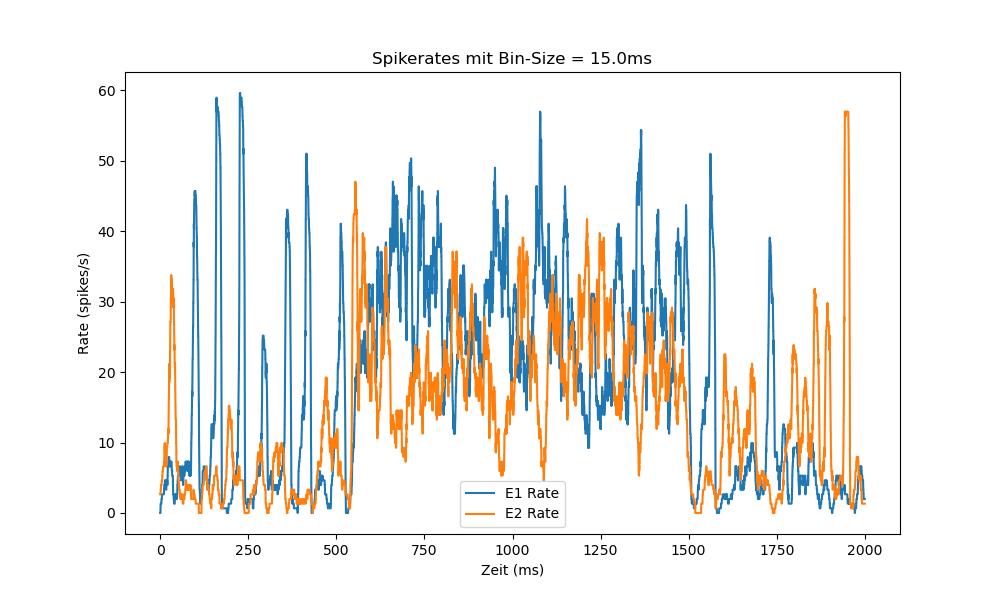 Spikerates mit Bin-Size = 15.0ms
60
50
40
30
20
10
0
Rate (spikes/s)
E1 Rate
E2 Rate
0 250 500 750 1000 1250 1500 1750 2000
Zeit (ms)